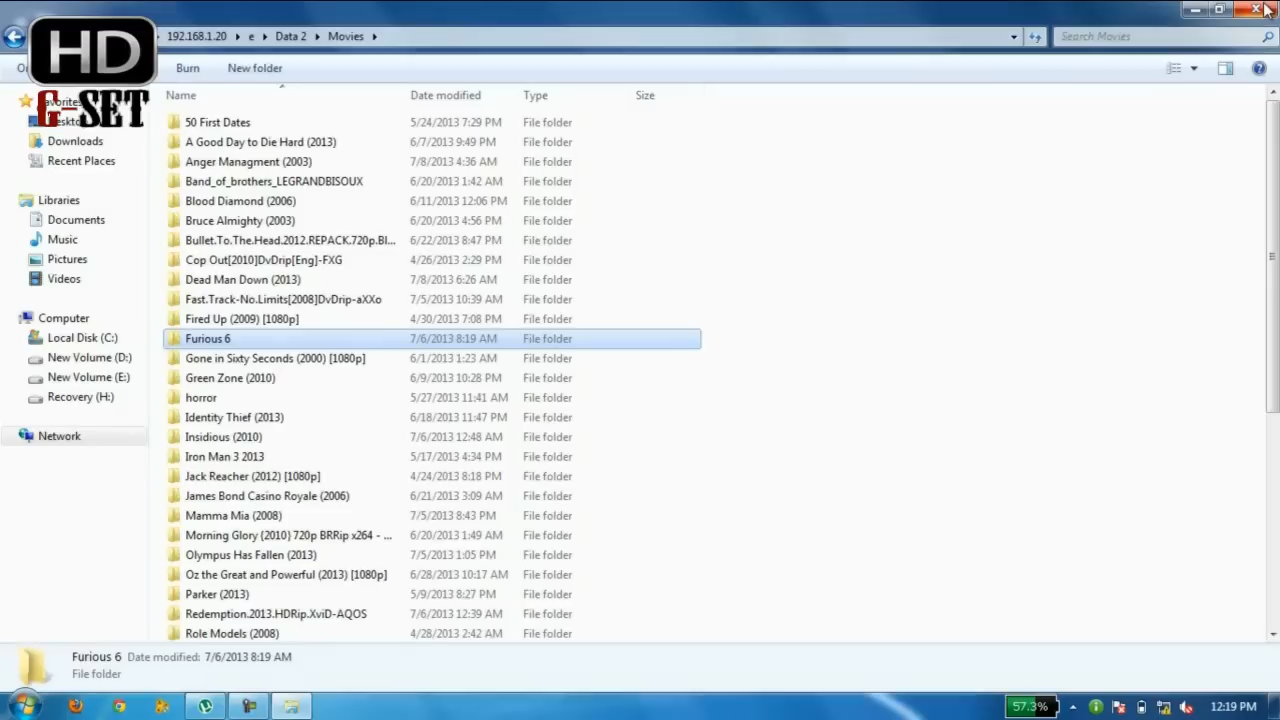 HD
G-SET
192.168.1.20 e Data 2 Movies
Search Movies
Burn New folder
Name Date modified Type Size
Favorites
Downloads
Recent Places
Libraries
Documents
Music
Pictures
Videos
Computer
Local Disk (C:)
New Volume (D:)
New Volume (E:)
Recovery (H:)
Network
50 First Dates 5/24/2013 7:29 PM File folder
A Good Day to Die Hard (2013) 6/7/2013 9:49 PM File folder
Anger Managment (2003) 7/8/2013 4:36 AM File folder
Band_of_brothers_LEGRANDBISOUX 6/20/2013 1:42 AM File folder
Blood Diamond (2006) 6/11/2013 12:06 PM File folder
Bruce Almighty (2003) 6/20/2013 4:56 PM File folder
Bullet.To.The.Head.2012.REPACK.720p.Bl... 6/22/2013 8:47 PM File folder
Cop Out[2010]DvDrip[Eng]-FXG 4/26/2013 2:29 PM File folder
Dead Man Down (2013) 7/8/2013 6:26 AM File folder
Fast.Track-No.Limits[2008]DvDrip-aXXo 7/5/2013 10:39 AM File folder
Fired Up (2009) [1080p] 4/30/2013 7:08 PM File folder
Furious 6 7/6/2013 8:19 AM File folder
Gone in Sixty Seconds (2000) [1080p] 6/1/2013 1:23 AM File folder
Green Zone (2010) 6/9/2013 10:28 PM File folder
horror 5/27/2013 11:41 AM File folder
Identity Thief (2013) 6/18/2013 11:47 PM File folder
Insidious (2010) 7/6/2013 12:48 AM File folder
Iron Man 3 2013 5/17/2013 4:34 PM File folder
Jack Reacher (2012) [1080p] 4/24/2013 8:18 PM File folder
James Bond Casino Royale (2006) 6/21/2013 3:09 AM File folder
Mamma Mia (2008) 7/5/2013 8:43 PM File folder
Morning Glory {2010} 720p BRRip x264 - ... 6/20/2013 1:49 AM File folder
Olympus Has Fallen (2013) 7/5/2013 1:05 PM File folder
Oz the Great and Powerful (2013) [1080p] 6/28/2013 10:17 AM File folder
Parker (2013) 5/9/2013 8:27 PM File folder
Redemption.2013.HDRip.XviD-AQOS 7/6/2013 12:39 AM File folder
Role Models (2008) 4/28/2013 2:42 AM File folder
Furious 6 Date modified: 7/6/2013 8:19 AM
File folder
57.3%
12:19 PM